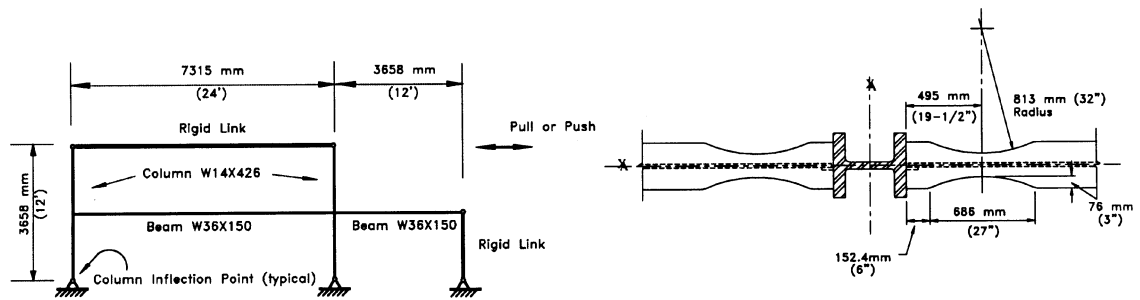 7315 mm
(24')
3658 mm
(12')
Rigid Link
Pull or Push
3658 mm
(12')
Column W14X426
Beam W36X150
Beam W36X150
Rigid Link
Column Inflection Point (typical)
495 mm
(19-1/2")
813 mm (32")
Radius
X
X
686 mm
(27")
76 mm
(3")
152.4mm
(6")